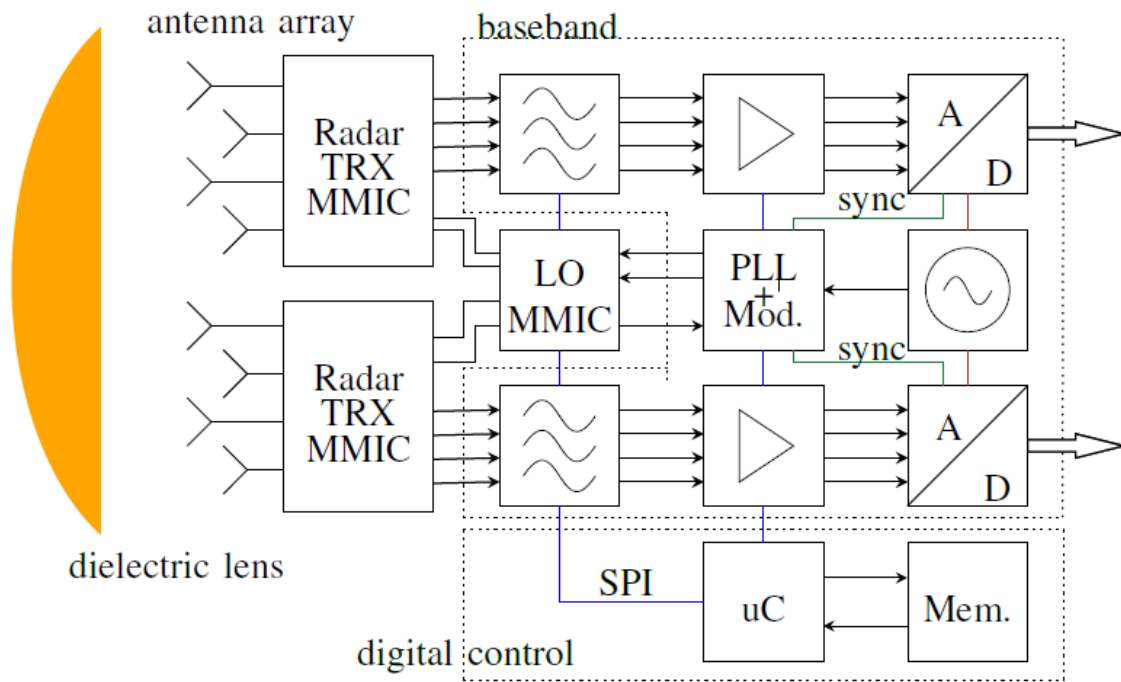 antenna array
baseband
Radar
TRX
MMIC
A
D
sync
LO
MMIC
PLL
+
Mod.
sync
Radar
TRX
MMIC
A
D
dielectric lens
SPI
uC
Mem.
digital control